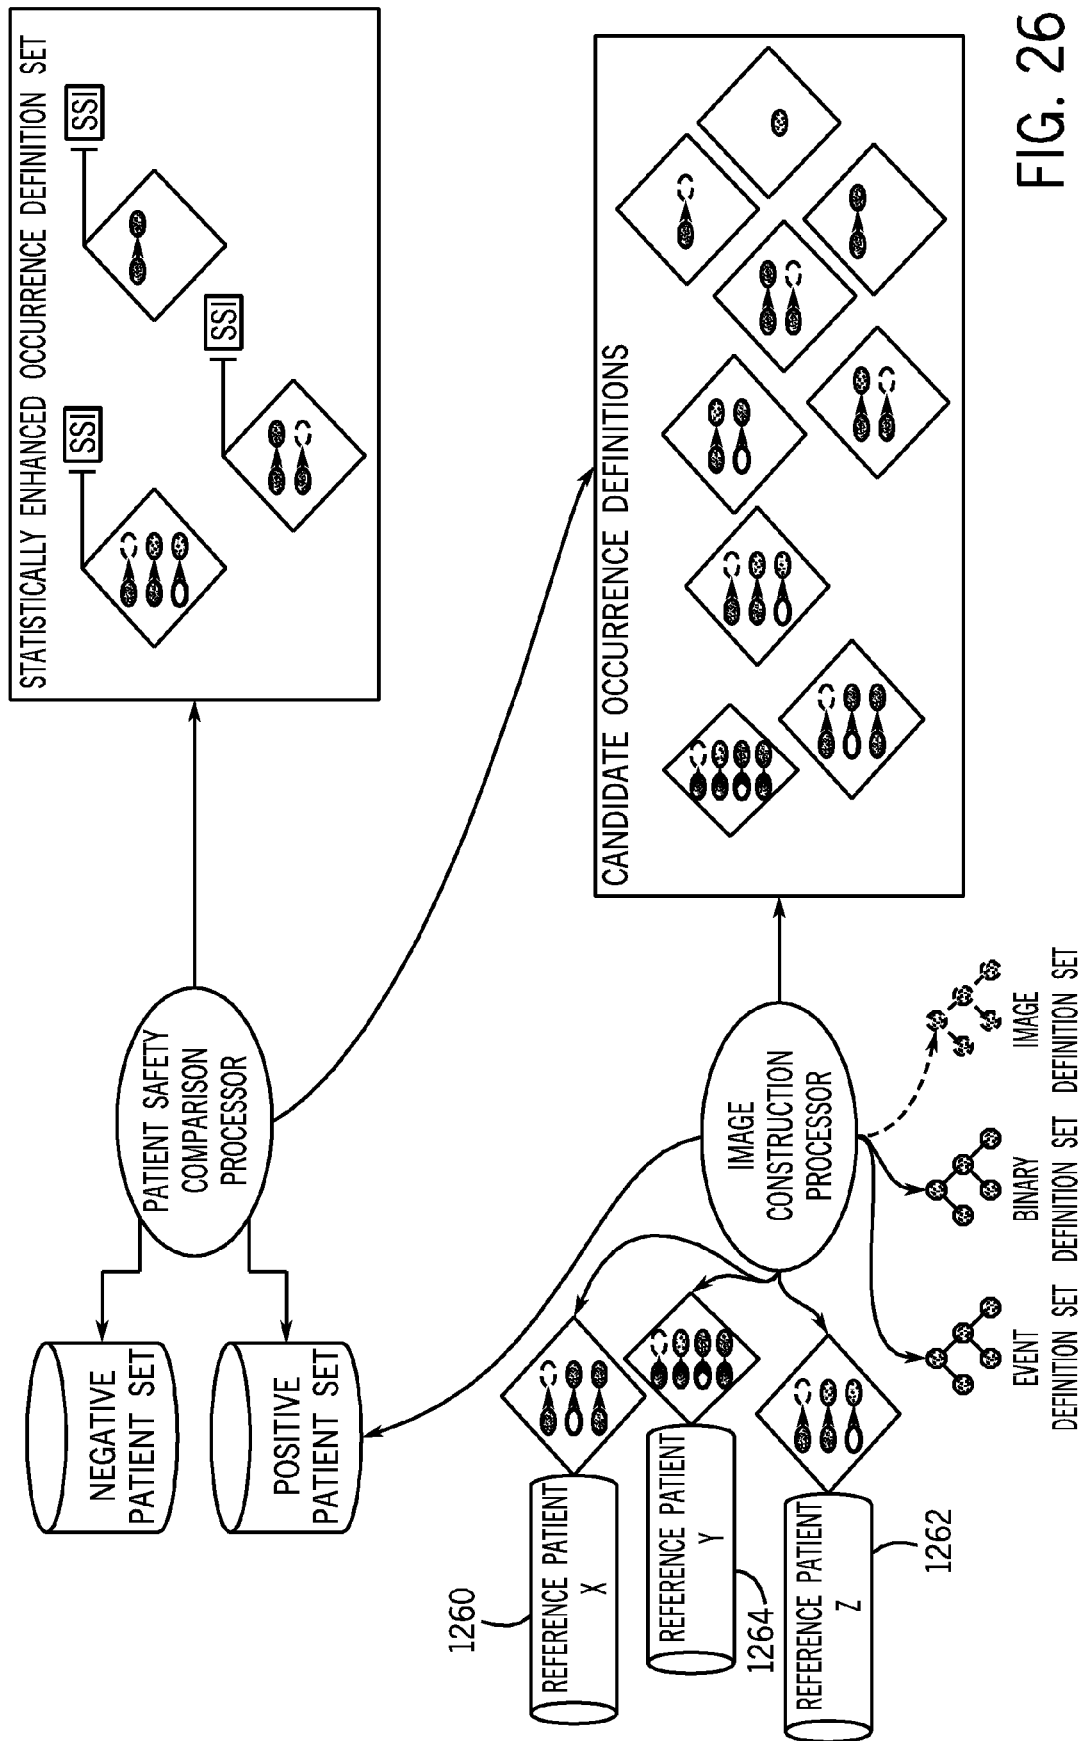 STATISTICALLY ENHANCED OCCURRENCE DEFINITION SET
SSI
SSI
SSI
PATIENT SAFETY
COMPARISON
PROCESSOR
NEGATIVE
PATIENT SET
POSITIVE
PATIENT SET
CANDIDATE OCCURRENCE DEFINITIONS
IMAGE
CONSTRUCTION
PROCESSOR
1260
REFERENCE PATIENT
X
REFERENCE PATIENT
Y
1264
REFERENCE PATIENT
Z
1262
EVENT
DEFINITION SET
BINARY
DEFINITION SET
IMAGE
DEFINITION SET
FIG. 26